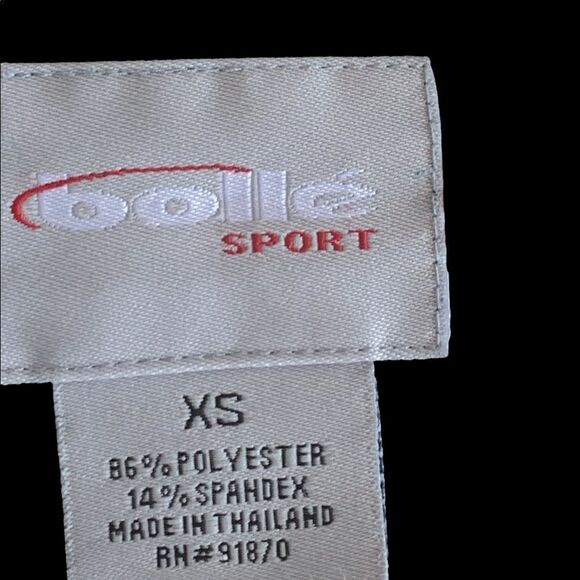 bollé
SPORT
XS
86% POLYESTER
14% SPANDEX
MADE IN THAILAND
RN# 91870